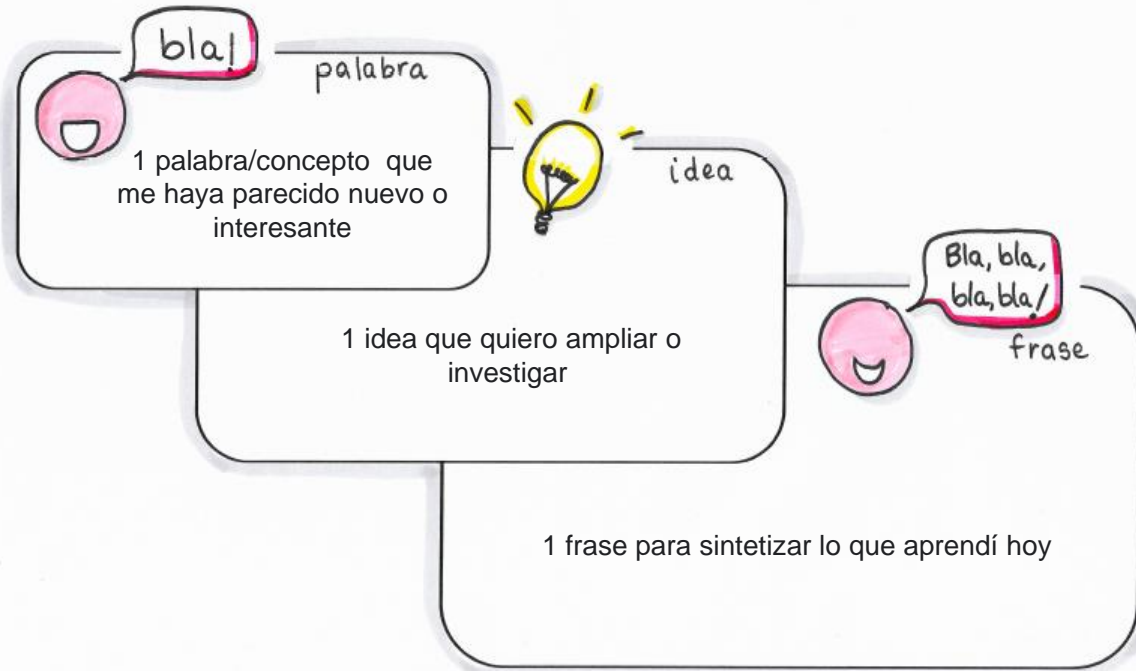 bla!
palabra
1 palabra/concepto que
me haya parecido nuevo o
interesante
idea
1 idea que quiero ampliar o
investigar
Bla, bla,
bla, bla!
frase
1 frase para sintetizar lo que aprendí hoy